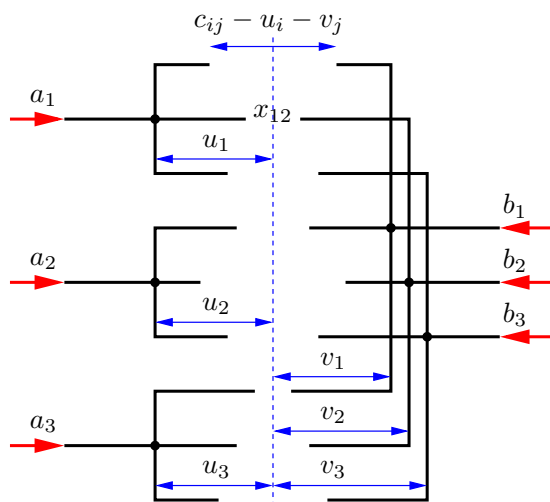 c_{ij} − u_i − v_j
a_1
x_{12}
u_1
b_1
a_2
b_2
u_2
b_3
v_1
v_2
a_3
u_3
v_3